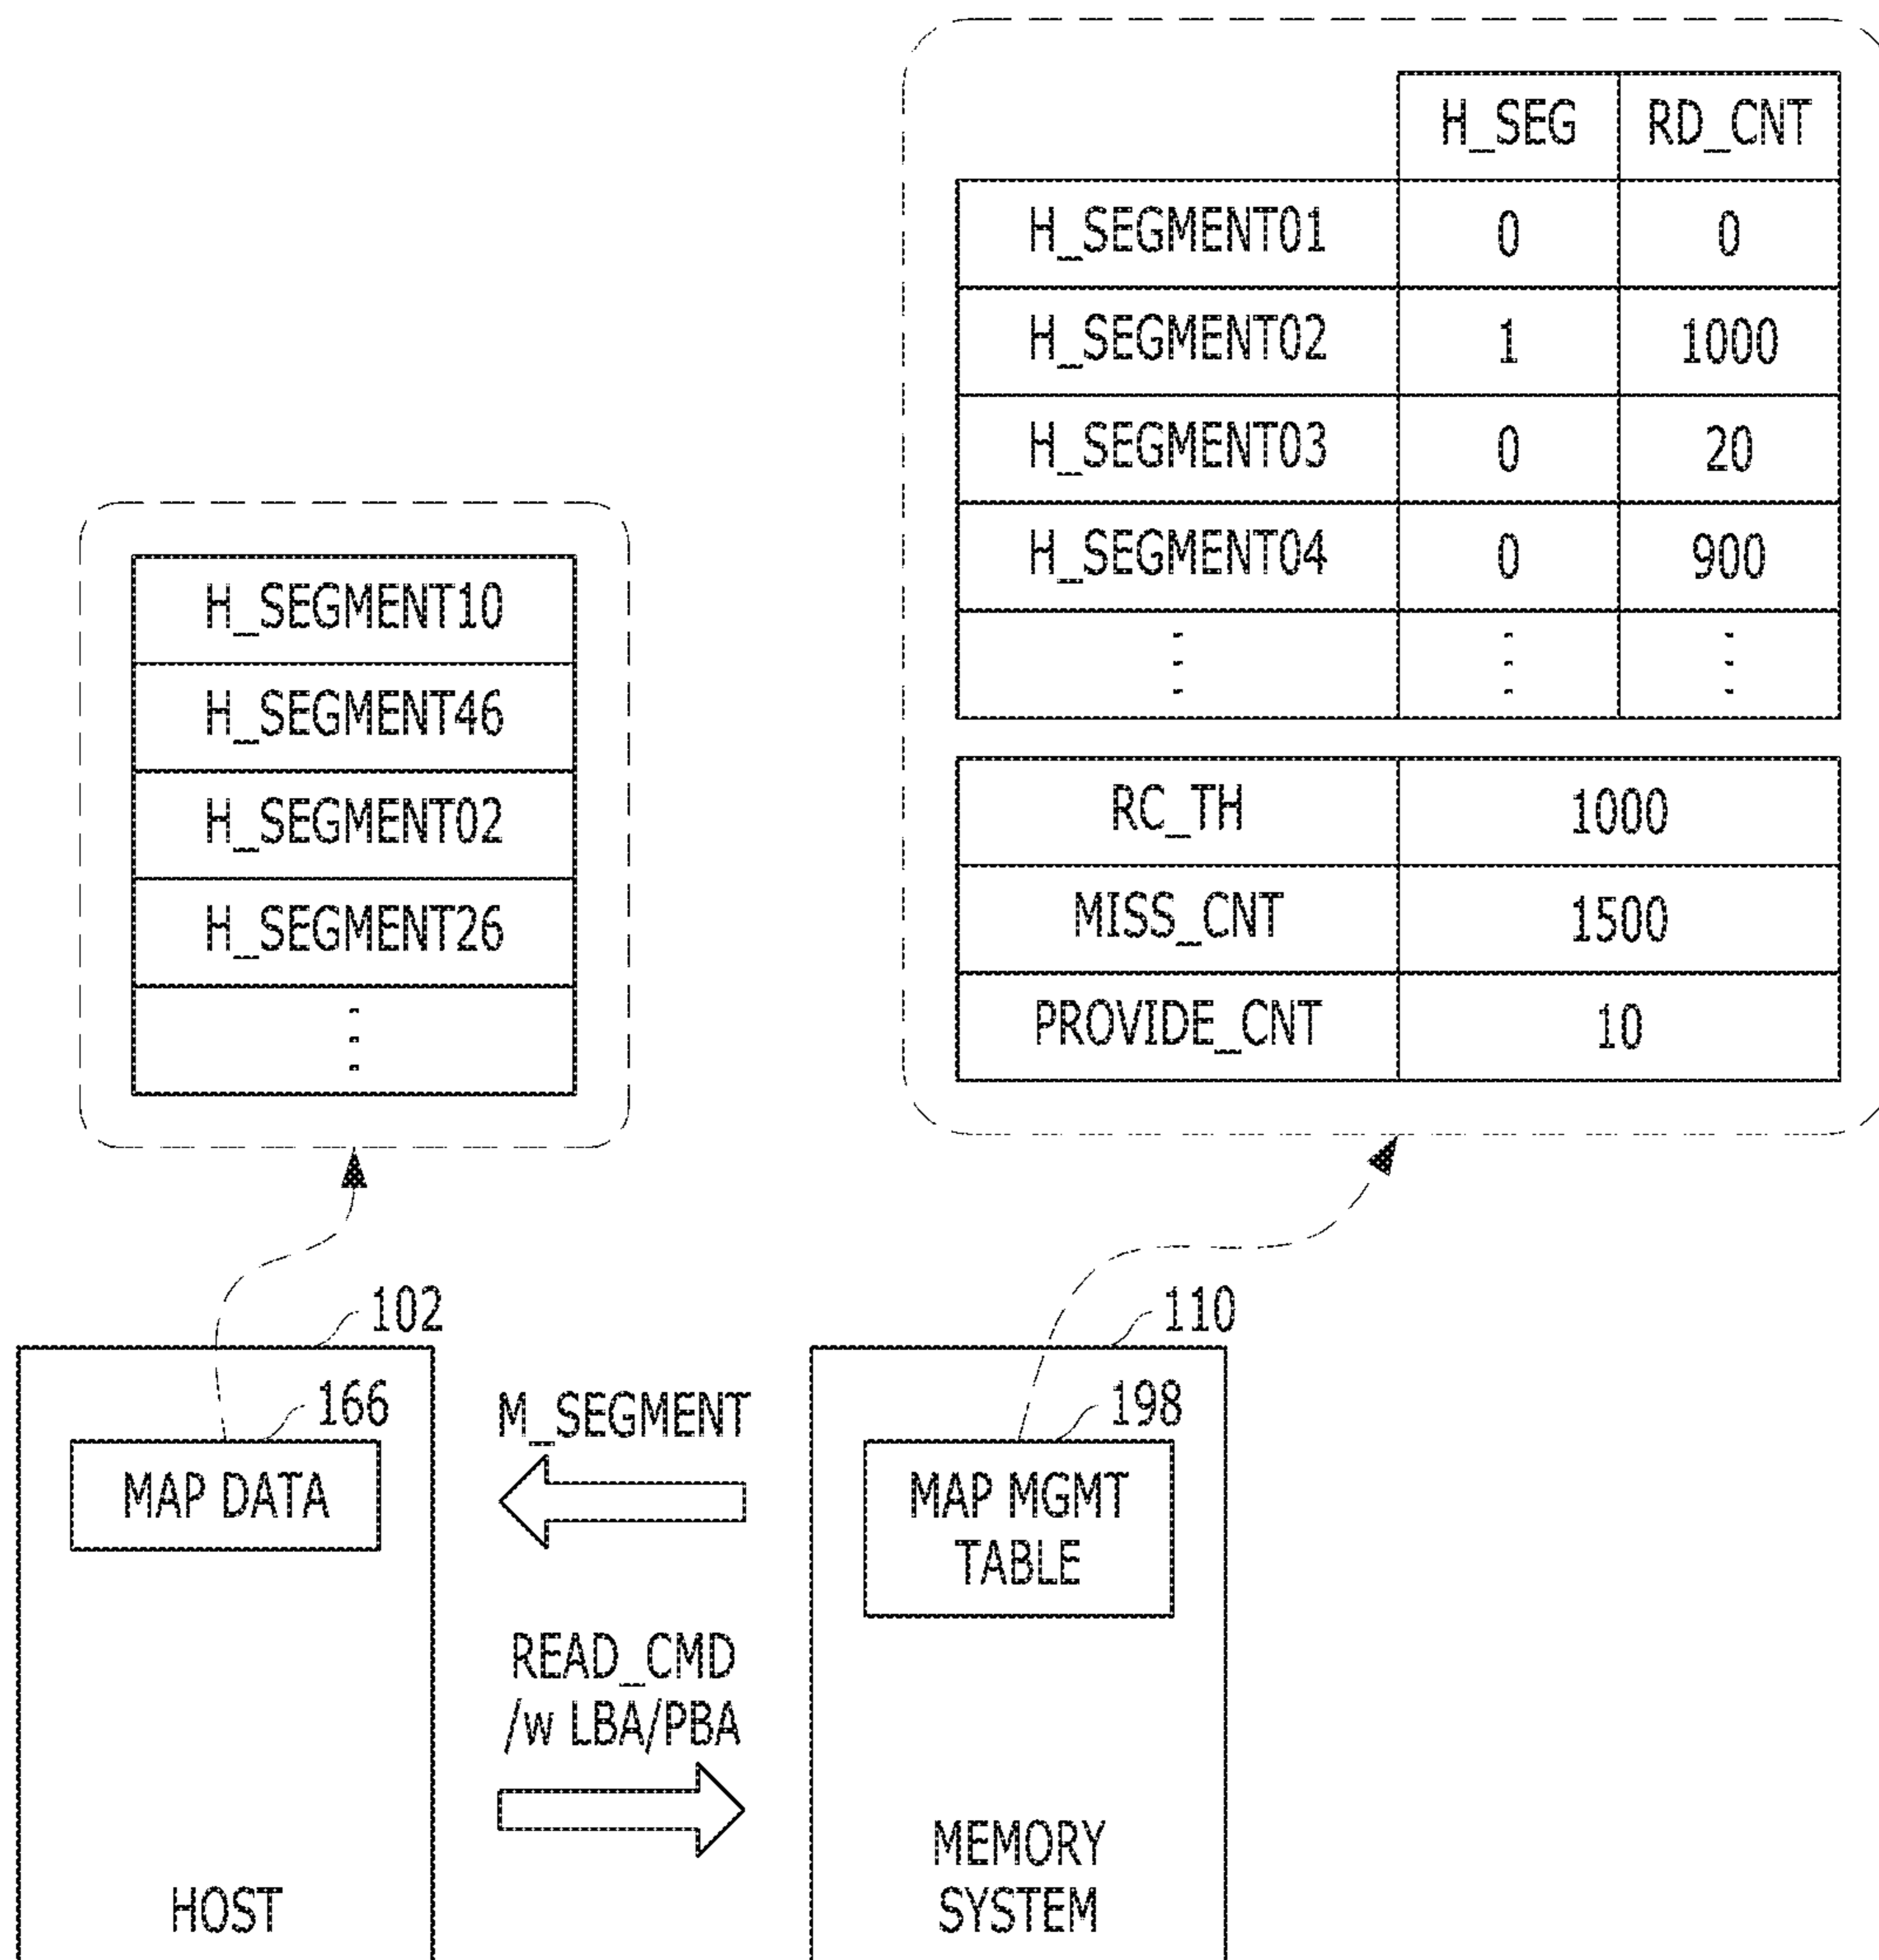 H_SEG RD_CNT
H_SEGMENT01 0 0
H_SEGMENT02 1 1000
H_SEGMENT03 0 20
H_SEGMENT04 0 900
RC_TH 1000
MISS_CNT 1500
PROVIDE_CNT 10
H_SEGMENT10
H_SEGMENT46
H_SEGMENT02
H_SEGMENT26
102
166
MAP DATA
HOST
M_SEGMENT
READ_CMD
/w LBA/PBA
110
198
MAP MGMT
TABLE
MEMORY
SYSTEM